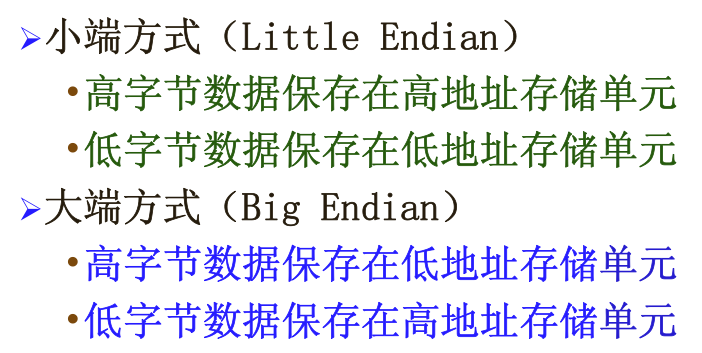 ➢小端方式（Little Endian）
•高字节数据保存在高地址存储单元
•低字节数据保存在低地址存储单元
➢大端方式（Big Endian）
•高字节数据保存在低地址存储单元
•低字节数据保存在高地址存储单元